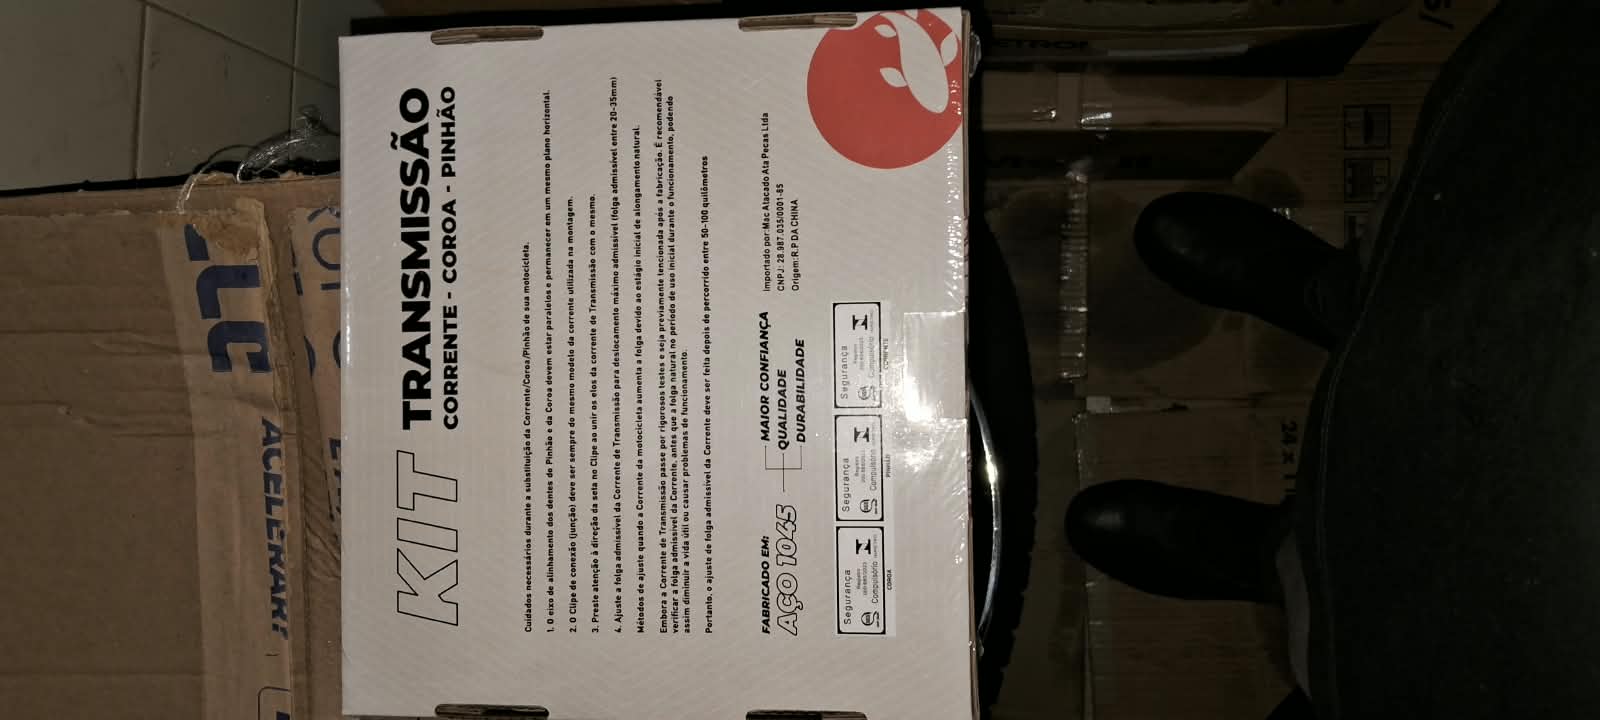 KIT TRANSMISSÃO
CORRENTE - COROA - PINHÃO
Cuidados necessários durante a substituição da Corrente/Coroa/Pinhão de sua motocicleta.
1. O eixo de alinhamento dos dentes do Pinhão e da Coroa devem estar paralelos e permanecer em um mesmo plano horizontal.
2. O Clipe de conexão (junção) deve ser sempre do mesmo modelo da corrente utilizada na montagem.
3. Preste atenção à direção da seta no Clipe ao unir os elos da corrente de Transmissão com o mesmo.
4. Ajuste a folga admissível da Corrente de Transmissão para deslocamento máximo admissível (folga admissível entre 20-35mm)
Métodos de ajuste quando a Corrente da motocicleta aumenta a folga devido ao estágio inicial de alongamento natural.
Embora a Corrente de Transmissão passe por rigorosos testes e seja previamente tencionada após a fabricação. É recomendável
verificar a folga admissível da Corrente, antes que a folga natural no período de uso inicial durante o funcionamento, podendo
assim diminuir a vida útil ou causar problemas de funcionamento.
Portanto, o ajuste de folga admissível da Corrente deve ser feita depois de percorrido entre 50-100 quilômetros
FABRICADO EM:
AÇO 1045
MAIOR CONFIANÇA
QUALIDADE
DURABILIDADE
Importado por:Mac Atacado Ata Pecas Ltda
CNPJ: 28.987.035/0001-85
Origem:R.P DA CHINA
Segurança
Registro
Compulsório
COROA
Segurança
Registro
Compulsório
PINHÃO
Segurança
Registro
Compulsório
CORRENTE
ACELERAR